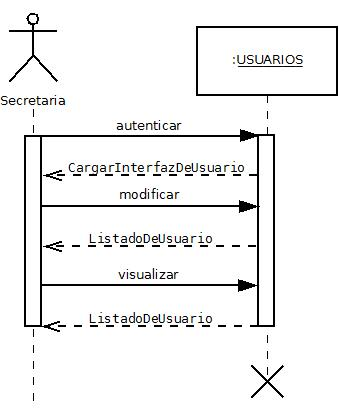 :USUARIOS
Secretaria
autenticar
CargarInterfazDeUsuario
modificar
ListadoDeUsuario
visualizar
ListadoDeUsuario